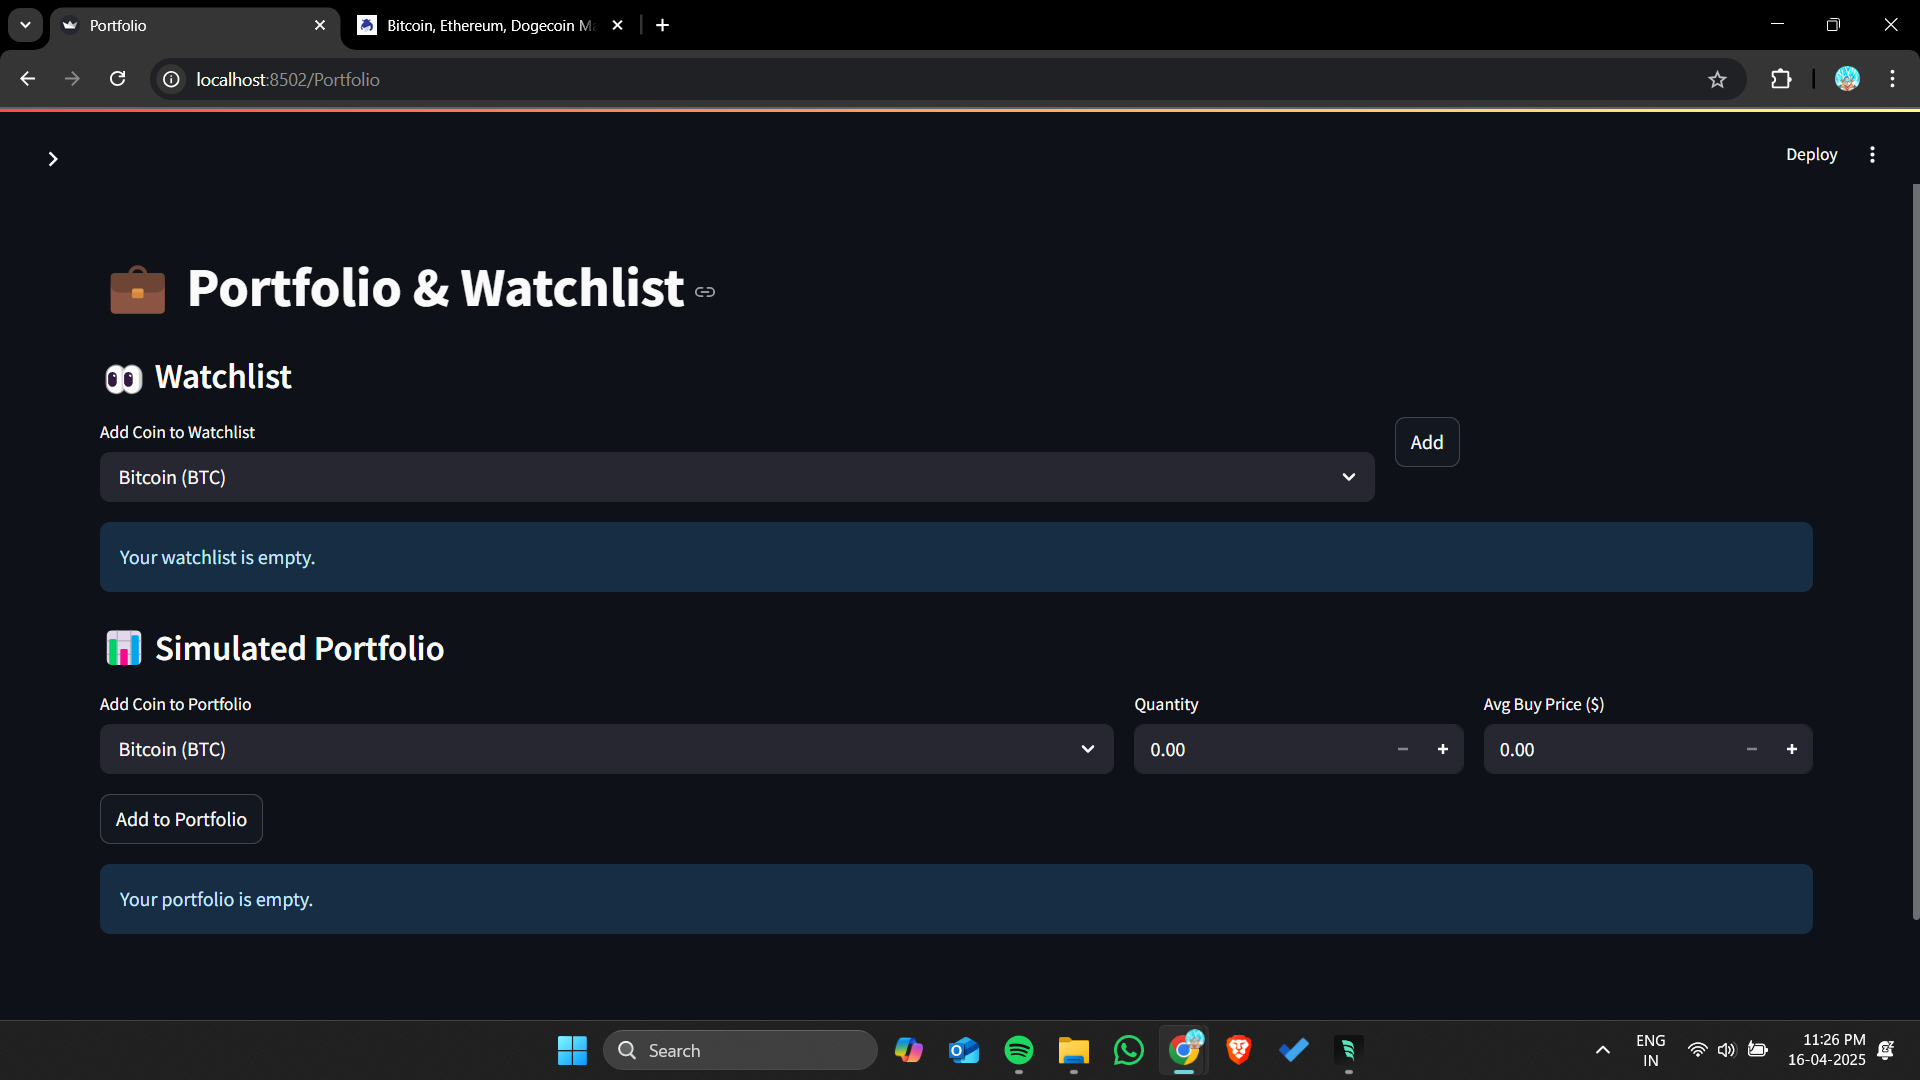 Portfolio
Bitcoin, Ethereum, Dogecoin
localhost:8502/Portfolio
Deploy
Portfolio & Watchlist
Watchlist
Add Coin to Watchlist
Bitcoin (BTC)
Add
Your watchlist is empty.
Simulated Portfolio
Add Coin to Portfolio
Quantity
Avg Buy Price ($)
Bitcoin (BTC)
0.00
0.00
Add to Portfolio
Your portfolio is empty.
Search
ENG
IN
11:26 PM
16-04-2025